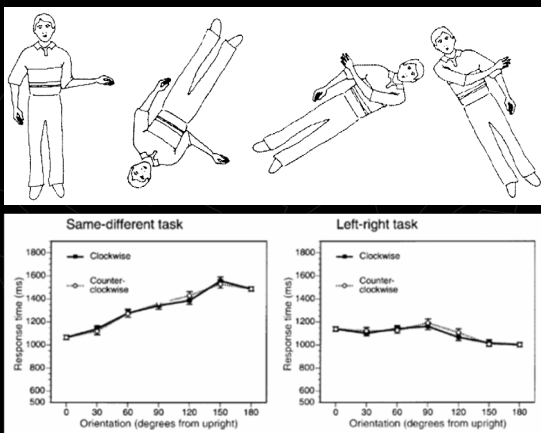 Same-different task
1800
1600
1400
1200
1000
800
600
500
Response time (ms)
Clockwise
Counter-
clockwise
0 30 60 90 120 150 180
Orientation (degrees from upright)
Left-right task
1800
1600
1400
1200
1000
800
600
500
Response time (ms)
Clockwise
Counter-
clockwise
0 30 60 90 120 150 180
Orientation (degrees from upright)